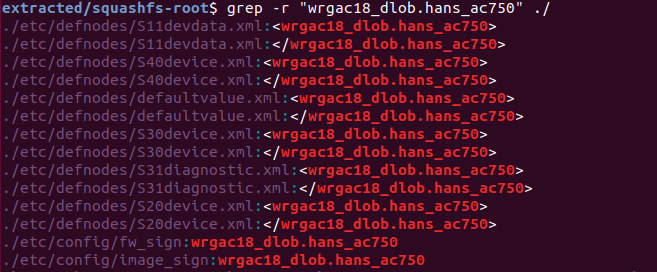 extracted/squashfs-root$ grep -r "wrgac18_dlob.hans_ac750" ./
./etc/defnodes/S11devdata.xml:<wrgac18_dlob.hans_ac750>
./etc/defnodes/S11devdata.xml:</wrgac18_dlob.hans_ac750>
./etc/defnodes/S40device.xml:<wrgac18_dlob.hans_ac750>
./etc/defnodes/S40device.xml:</wrgac18_dlob.hans_ac750>
./etc/defnodes/defaultvalue.xml:<wrgac18_dlob.hans_ac750>
./etc/defnodes/defaultvalue.xml:</wrgac18_dlob.hans_ac750>
./etc/defnodes/S30device.xml:<wrgac18_dlob.hans_ac750>
./etc/defnodes/S30device.xml:</wrgac18_dlob.hans_ac750>
./etc/defnodes/S31diagnostic.xml:<wrgac18_dlob.hans_ac750>
./etc/defnodes/S31diagnostic.xml:</wrgac18_dlob.hans_ac750>
./etc/defnodes/S20device.xml:<wrgac18_dlob.hans_ac750>
./etc/defnodes/S20device.xml:</wrgac18_dlob.hans_ac750>
./etc/config/fw_sign:wrgac18_dlob.hans_ac750
./etc/config/image_sign:wrgac18_dlob.hans_ac750